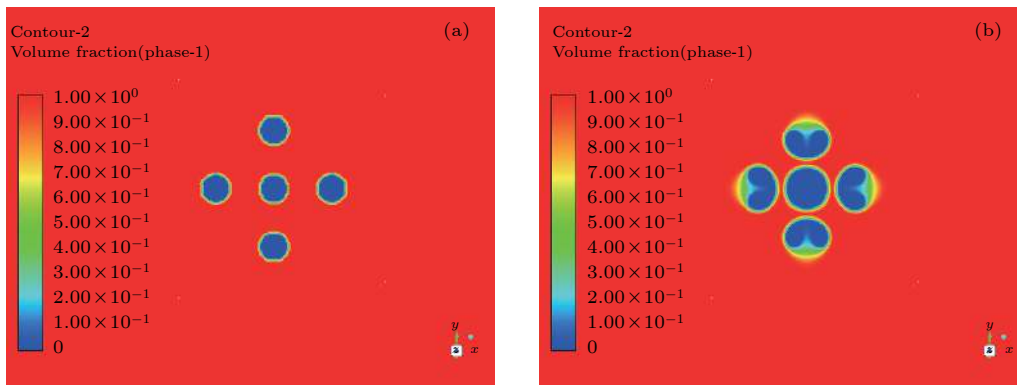 Contour-2
Volume fraction(phase-1)
(a)
1.00×10⁰
9.00×10⁻¹
8.00×10⁻¹
7.00×10⁻¹
6.00×10⁻¹
5.00×10⁻¹
4.00×10⁻¹
3.00×10⁻¹
2.00×10⁻¹
1.00×10⁻¹
0
y
z x
Contour-2
Volume fraction(phase-1)
(b)
1.00×10⁰
9.00×10⁻¹
8.00×10⁻¹
7.00×10⁻¹
6.00×10⁻¹
5.00×10⁻¹
4.00×10⁻¹
3.00×10⁻¹
2.00×10⁻¹
1.00×10⁻¹
0
y
z x